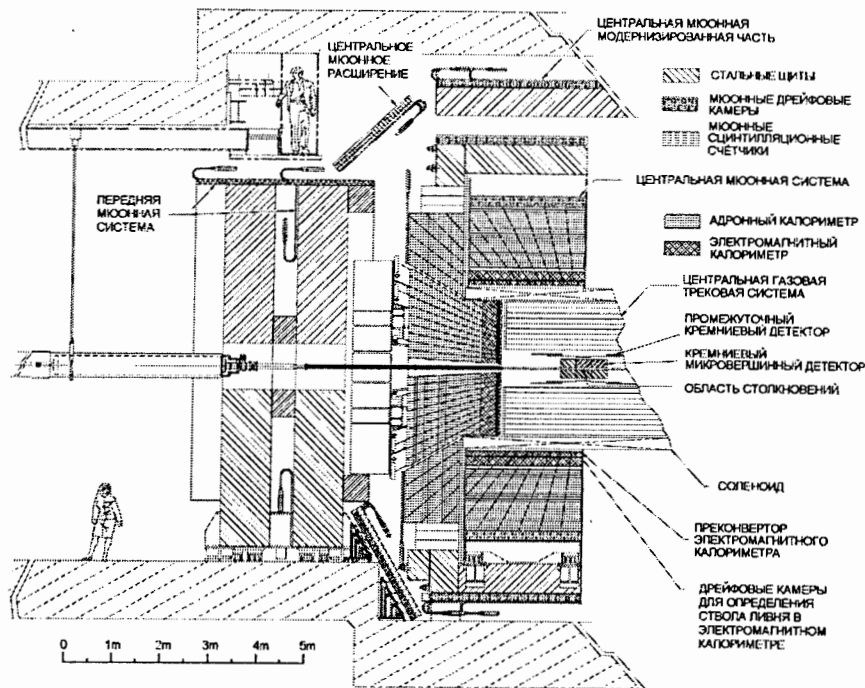 ЦЕНТРАЛЬНАЯ МЮОННАЯ
МОДЕРНИЗИРОВАННАЯ ЧАСТЬ
ЦЕНТРАЛЬНОЕ
МЮОННОЕ
РАСШИРЕНИЕ
СТАЛЬНЫЕ ЩИТЫ
МЮОННЫЕ ДРЕЙФОВЫЕ
КАМЕРЫ
МЮОННЫЕ
СЦИНТИЛЛЯЦИОННЫЕ
СЧЁТЧИКИ
ЦЕНТРАЛЬНАЯ МЮОННАЯ СИСТЕМА
ПЕРЕДНЯЯ
МЮОННАЯ
СИСТЕМА
АДРОННЫЙ КАЛОРИМЕТР
ЭЛЕКТРОМАГНИТНЫЙ
КАЛОРИМЕТР
ЦЕНТРАЛЬНАЯ ГАЗОВАЯ
ТРЕКОВАЯ СИСТЕМА
ПРОМЕЖУТОЧНЫЙ
КРЕМНИЕВЫЙ ДЕТЕКТОР
КРЕМНИЕВЫЙ
МИКРОВЕРШИННЫЙ ДЕТЕКТОР
ОБЛАСТЬ СТОЛКНОВЕНИЙ
СОЛЕНОИД
ПРЕКОНВЕРТОР
ЭЛЕКТРОМАГНИТНОГО
КАЛОРИМЕТРА
ДРЕЙФОВЫЕ КАМЕРЫ
ДЛЯ ОПРЕДЕЛЕНИЯ
СТВОЛА ЛИВНЯ В
ЭЛЕКТРОМАГНИТНОМ
КАЛОРИМЕТРЕ
0 1m 2m 3m 4m 5m